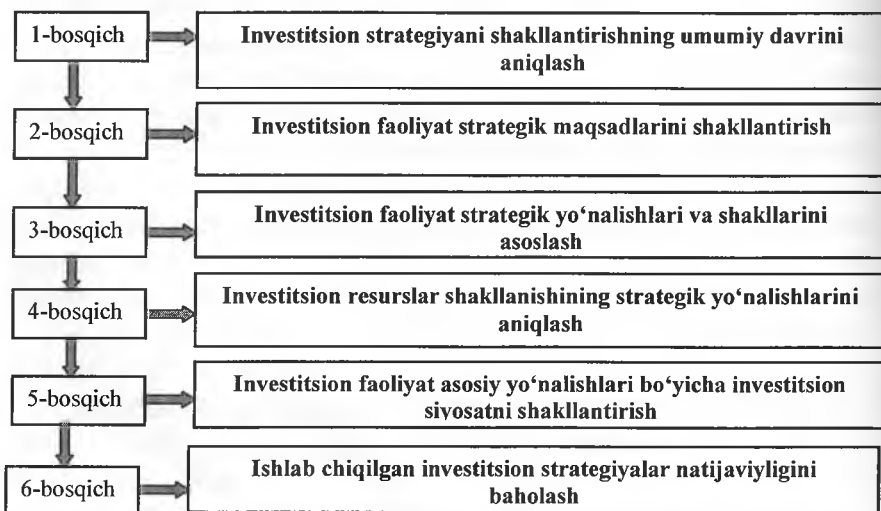 1-bosqich
Investitsion strategiyani shakllantirishning umumiy davrini
aniqlash
2-bosqich
Investitsion faoliyat strategik maqsadlarini shakllantirish
3-bosqich
Investitsion faoliyat strategik yo‘nalishlari va shakllarini
asoslash
4-bosqich
Investitsion resurslar shakllanishining strategik yo‘nalishlarini
aniqlash
5-bosqich
Investitsion faoliyat asosiy yo‘nalishlari bo‘yicha investitsion
sivosatni shakllantirish
6-bosqich
Ishlab chiqilgan investitsion strategiyalar natijaviyligini
baholash